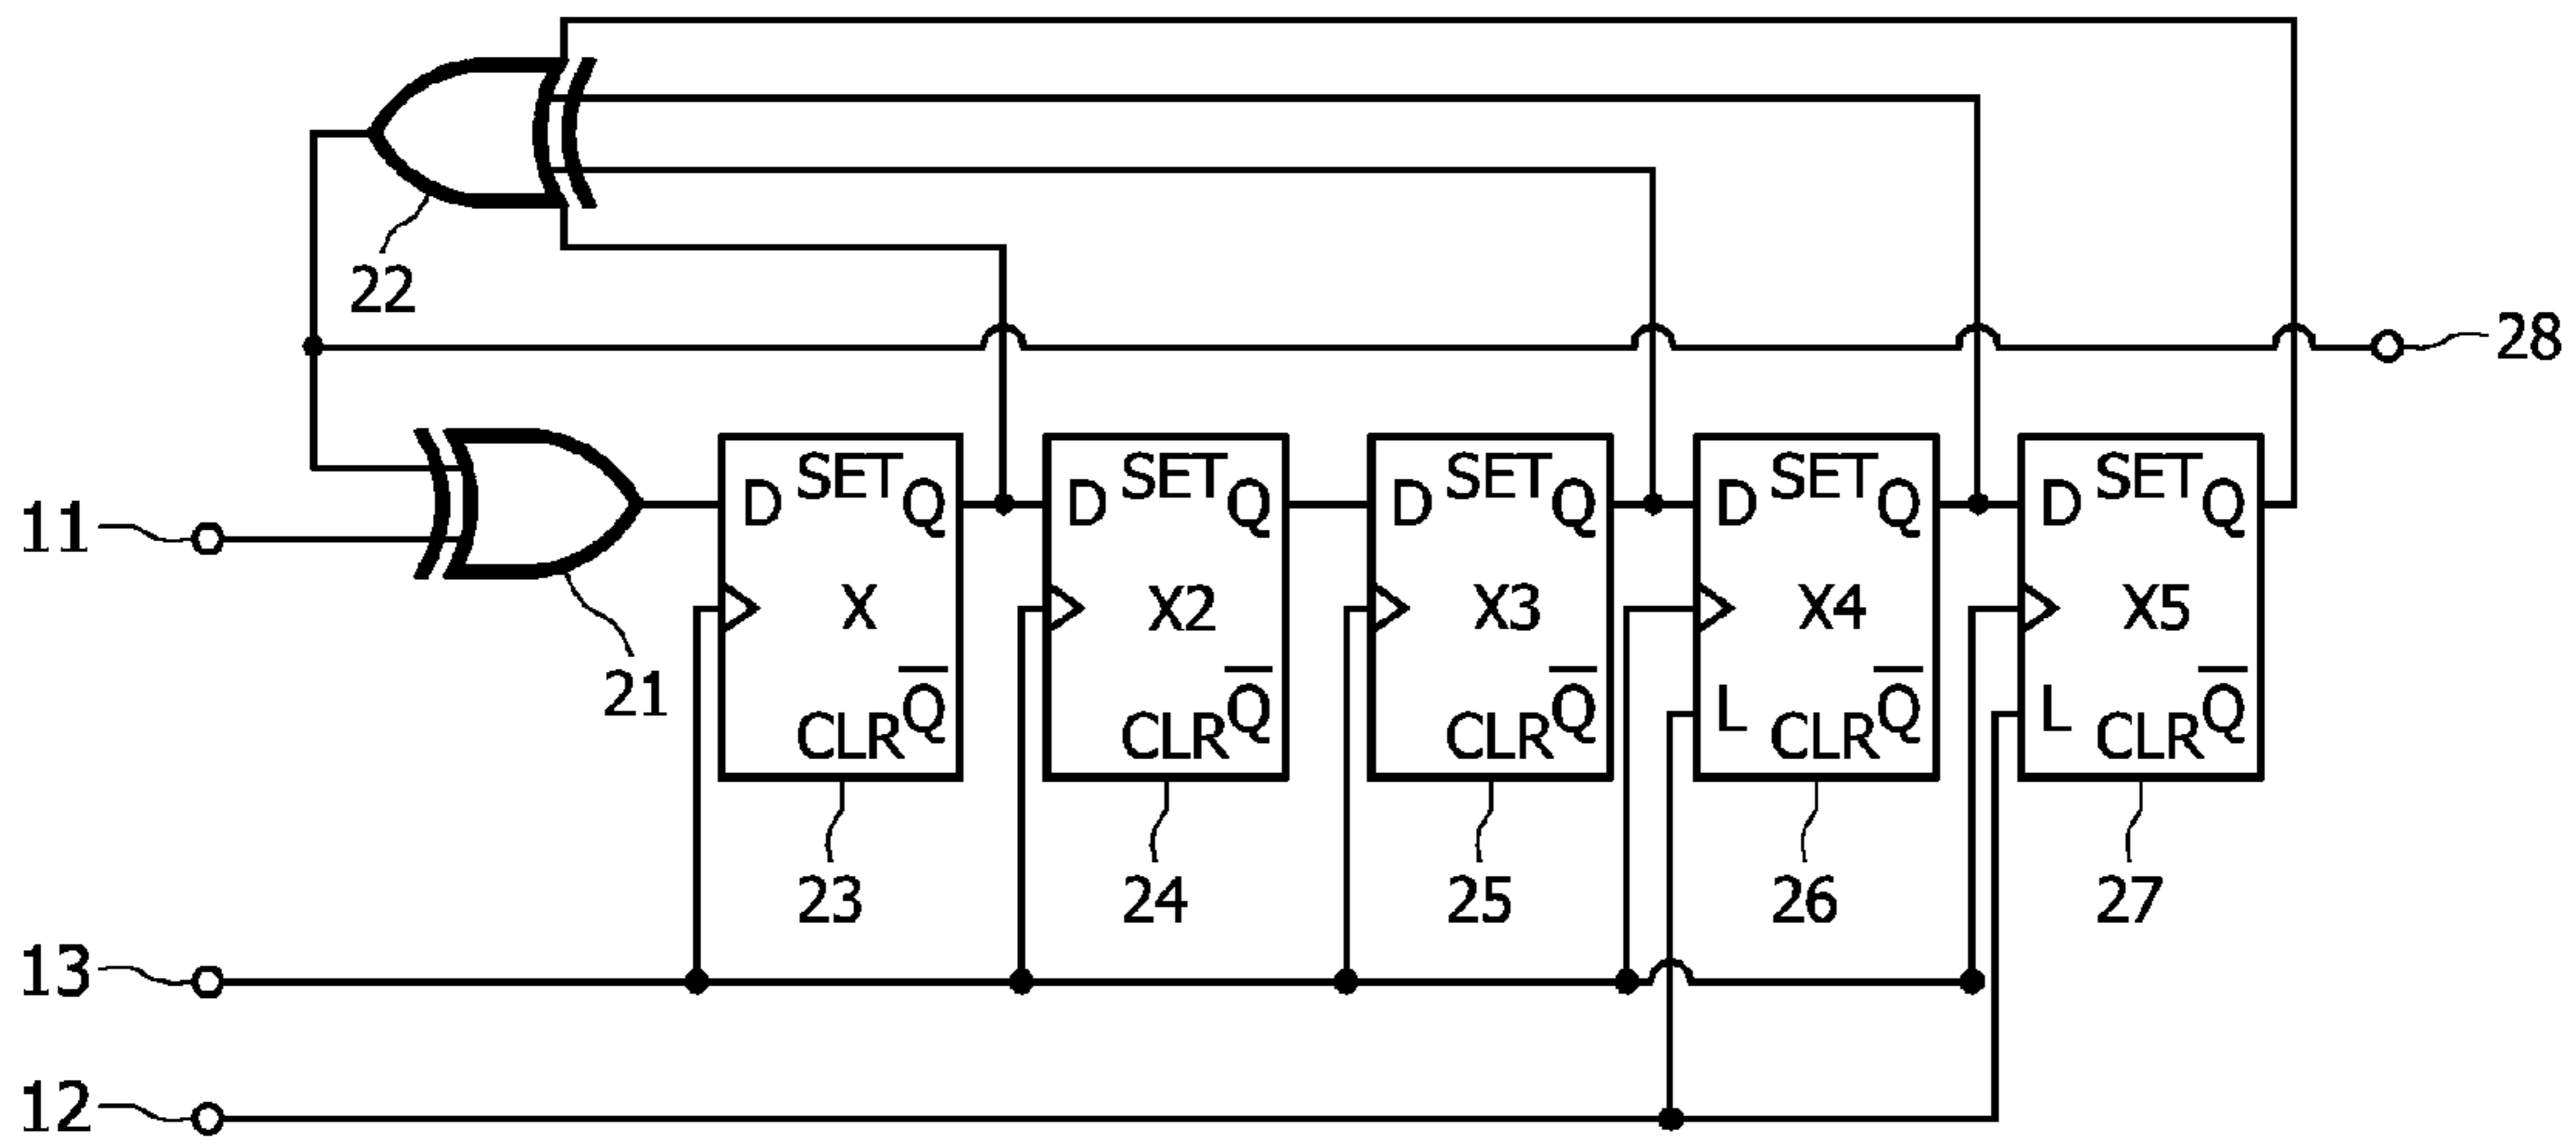 22
28
11
21
SET D Q X Q CLR
SET D Q X2 Q CLR
SET D Q X3 Q CLR
SET D Q X4 Q L CLR
SET D Q X5 Q L CLR
23 24 25 26 27
13
12